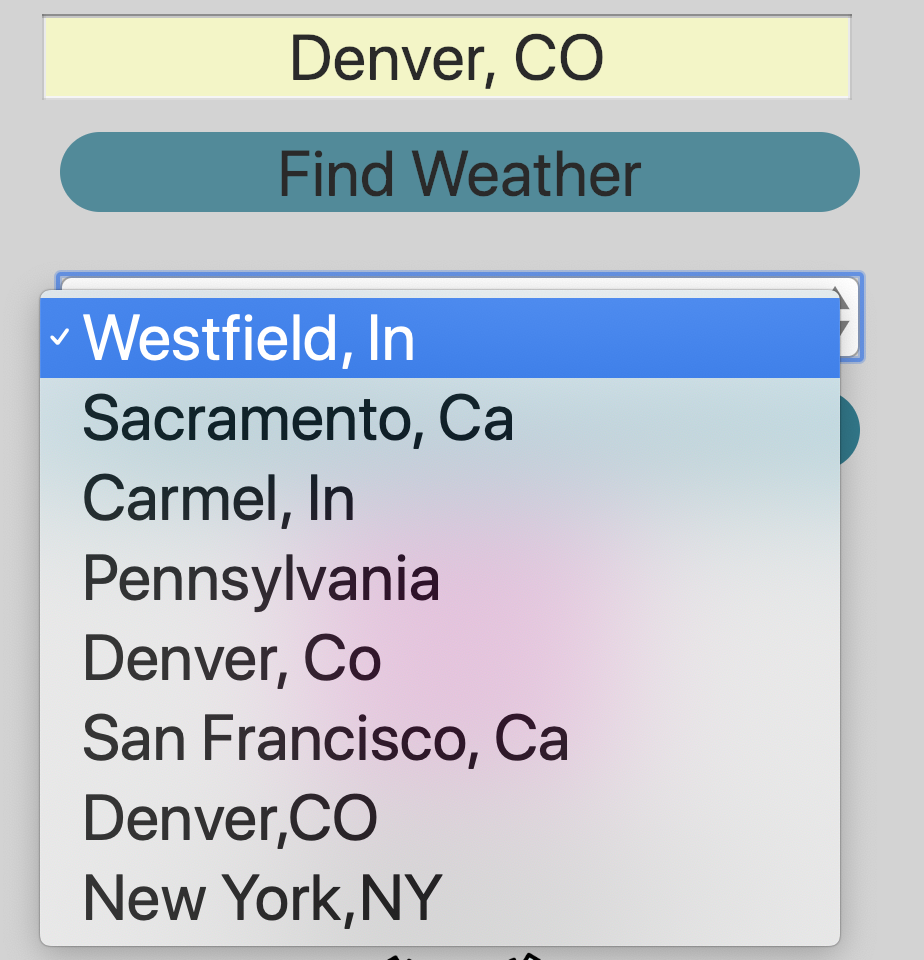 Denver, CO
Find Weather
Westfield, In
Sacramento, Ca
Carmel, In
Pennsylvania
Denver, Co
San Francisco, Ca
Denver,CO
New York,NY